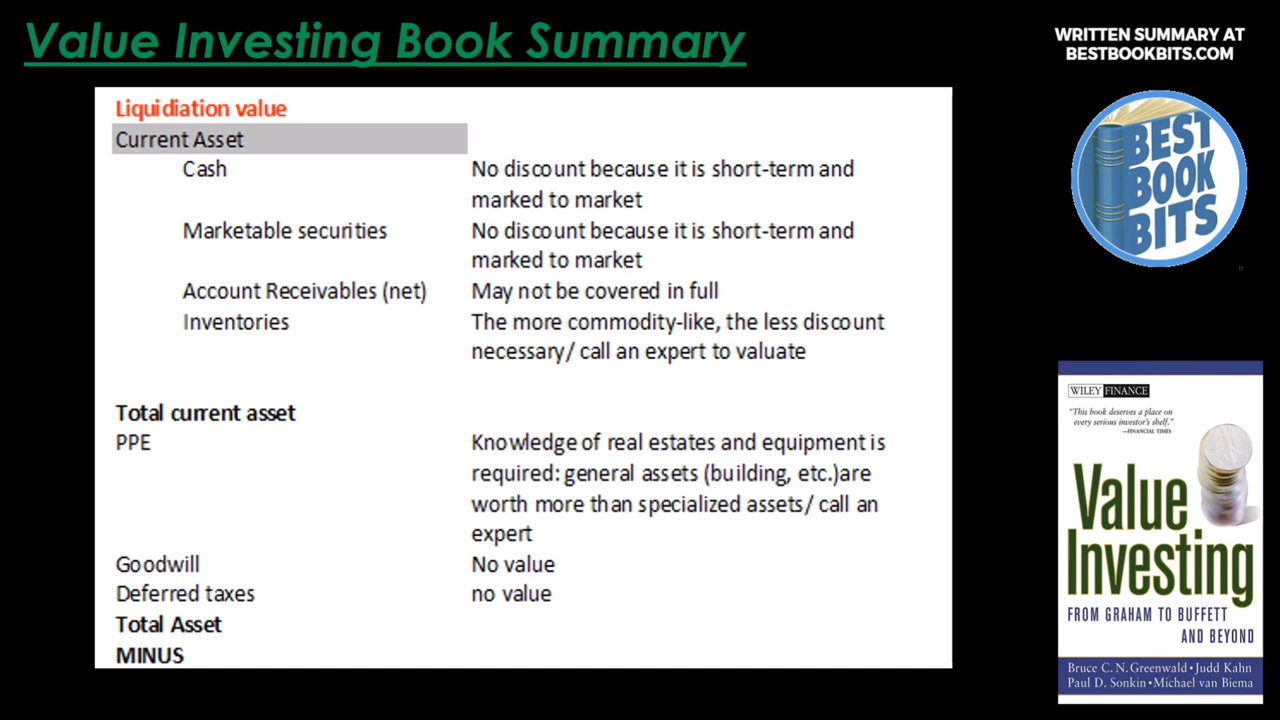 Value Investing Book Summary
WRITTEN SUMMARY AT
BESTBOOKBITS.COM
Liquidiation value
Current Asset
Cash
No discount because it is short-term and
marked to market
Marketable securities
No discount because it is short-term and
marked to market
Account Receivables (net)
May not be covered in full
Inventories
The more commodity-like, the less discount
necessary/ call an expert to valuate
Total current asset
PPE
Knowledge of real estates and equipment is
required: general assets (building, etc.)are
worth more than specialized assets/ call an
expert
Goodwill
No value
Deferred taxes
no value
Total Asset
MINUS
BEST
BOOK
BITS
"
WILEY FINANCE
"This book deserves a place on
every serious investor's shelf."
—FINANCIAL TIMES
Value
Investing
FROM GRAHAM TO BUFFETT
AND BEYOND
Bruce C. N. Greenwald • Judd Kahn
Paul D. Sonkin • Michael van Biema